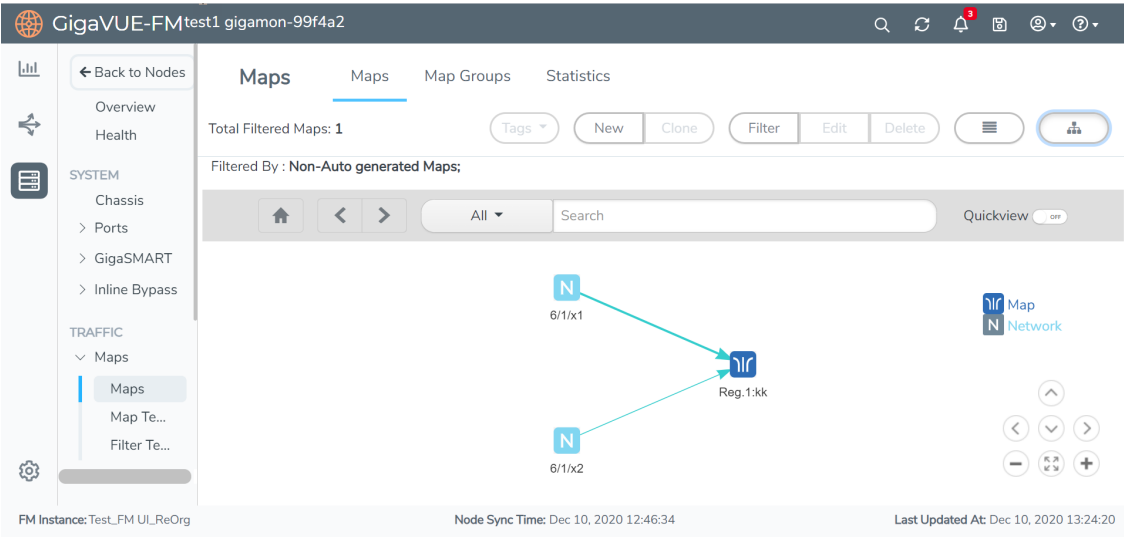 GigaVUE-FM test1 gigamon-99f4a2
3
Back to Nodes
Overview
Health
SYSTEM
Chassis
Ports
GigaSMART
Inline Bypass
TRAFFIC
Maps
Maps
Map Te...
Filter Te...
Maps Maps Map Groups Statistics
Total Filtered Maps: 1 Tags New Clone Filter Edit Delete
Filtered By : Non-Auto generated Maps;
All Search Quickview OFF
N
6/1/x1
Reg.1:kk
N
6/1/x2
Map
N Network
FM Instance: Test_FM UI_ReOrg Node Sync Time: Dec 10, 2020 12:46:34 Last Updated At: Dec 10, 2020 13:24:20